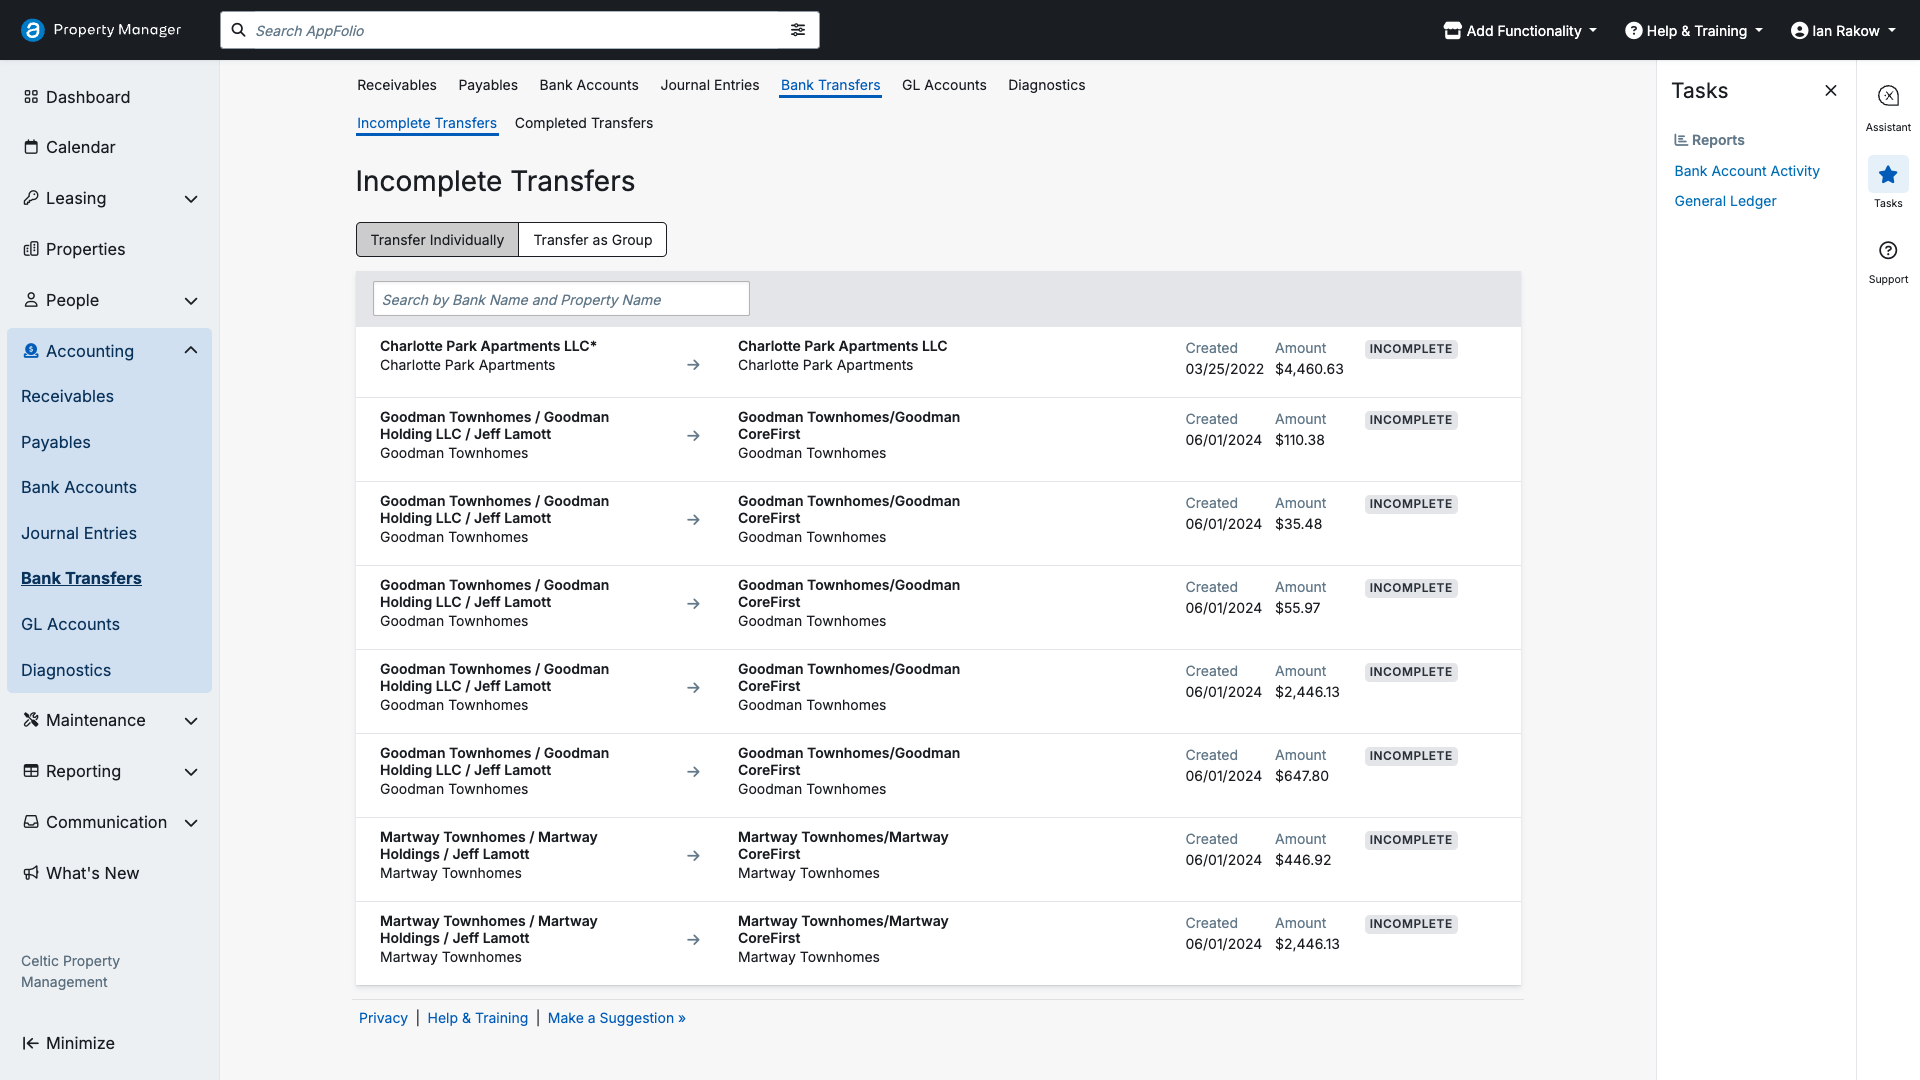 Property Manager
Search AppFolio
Add Functionality
Help & Training
Ian Rakow
Dashboard
Calendar
Leasing
Properties
People
Accounting
Receivables
Payables
Bank Accounts
Journal Entries
Bank Transfers
GL Accounts
Diagnostics
Maintenance
Reporting
Communication
What's New
Celtic Property
Management
Minimize
Receivables Payables Bank Accounts Journal Entries Bank Transfers GL Accounts Diagnostics
Incomplete Transfers Completed Transfers
Incomplete Transfers
Transfer Individually Transfer as Group
Search by Bank Name and Property Name
Charlotte Park Apartments LLC*
Charlotte Park Apartments
→
Charlotte Park Apartments LLC
Charlotte Park Apartments
Created
03/25/2022
Amount
$4,460.63
INCOMPLETE
Goodman Townhomes / Goodman
Holding LLC / Jeff Lamott
Goodman Townhomes
→
Goodman Townhomes/Goodman
CoreFirst
Goodman Townhomes
Created
06/01/2024
Amount
$110.38
INCOMPLETE
Goodman Townhomes / Goodman
Holding LLC / Jeff Lamott
Goodman Townhomes
→
Goodman Townhomes/Goodman
CoreFirst
Goodman Townhomes
Created
06/01/2024
Amount
$35.48
INCOMPLETE
Goodman Townhomes / Goodman
Holding LLC / Jeff Lamott
Goodman Townhomes
→
Goodman Townhomes/Goodman
CoreFirst
Goodman Townhomes
Created
06/01/2024
Amount
$55.97
INCOMPLETE
Goodman Townhomes / Goodman
Holding LLC / Jeff Lamott
Goodman Townhomes
→
Goodman Townhomes/Goodman
CoreFirst
Goodman Townhomes
Created
06/01/2024
Amount
$2,446.13
INCOMPLETE
Goodman Townhomes / Goodman
Holding LLC / Jeff Lamott
Goodman Townhomes
→
Goodman Townhomes/Goodman
CoreFirst
Goodman Townhomes
Created
06/01/2024
Amount
$647.80
INCOMPLETE
Martway Townhomes / Martway
Holdings / Jeff Lamott
Martway Townhomes
→
Martway Townhomes/Martway
CoreFirst
Martway Townhomes
Created
06/01/2024
Amount
$446.92
INCOMPLETE
Martway Townhomes / Martway
Holdings / Jeff Lamott
Martway Townhomes
→
Martway Townhomes/Martway
CoreFirst
Martway Townhomes
Created
06/01/2024
Amount
$2,446.13
INCOMPLETE
Privacy | Help & Training | Make a Suggestion »
Tasks
Reports
Bank Account Activity
General Ledger
Assistant
Tasks
Support